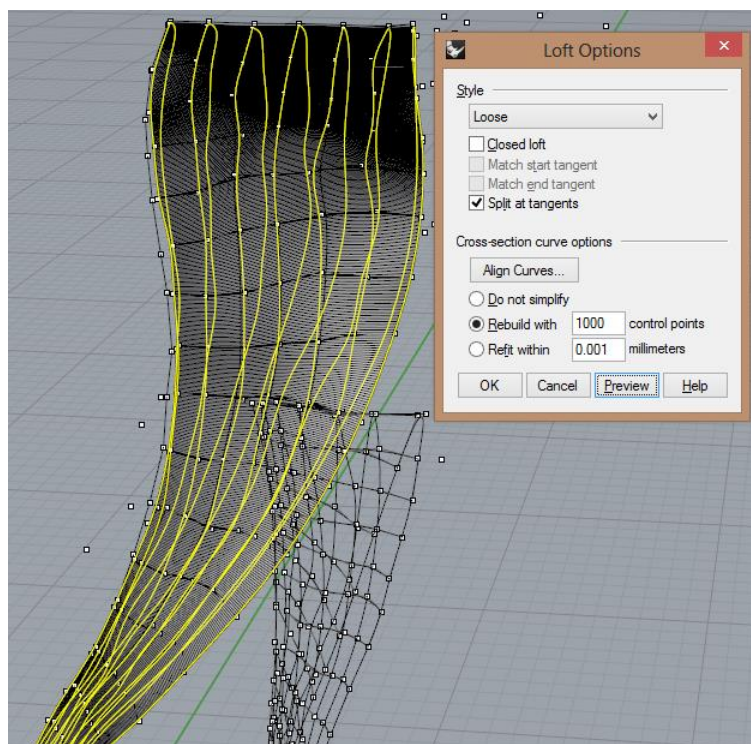 Loft Options
Style
Loose
Closed loft
Match start tangent
Match end tangent
Split at tangents
Cross-section curve options
Align Curves...
Do not simplify
Rebuild with 1000 control points
Refit within 0.001 millimeters
OK Cancel Preview Help